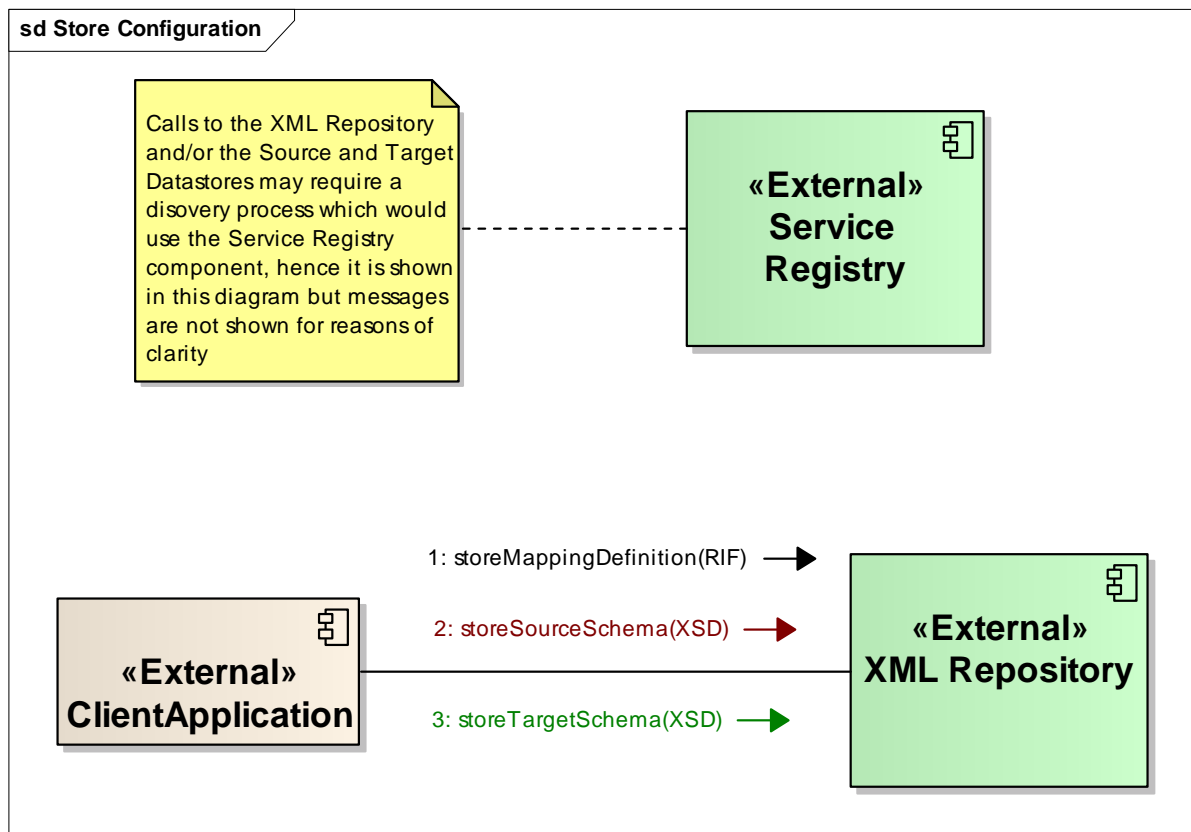 sd Store Configuration
Calls to the XML Repository
and/or the Source and Target
Datastores may require a
disovery process which would
use the Service Registry
component, hence it is shown
in this diagram but messages
are not shown for reasons of
clarity
«External»
Service
Registry
1: storeMappingDefinition(RIF)
2: storeSourceSchema(XSD)
3: storeTargetSchema(XSD)
«External»
ClientApplication
«External»
XML Repository